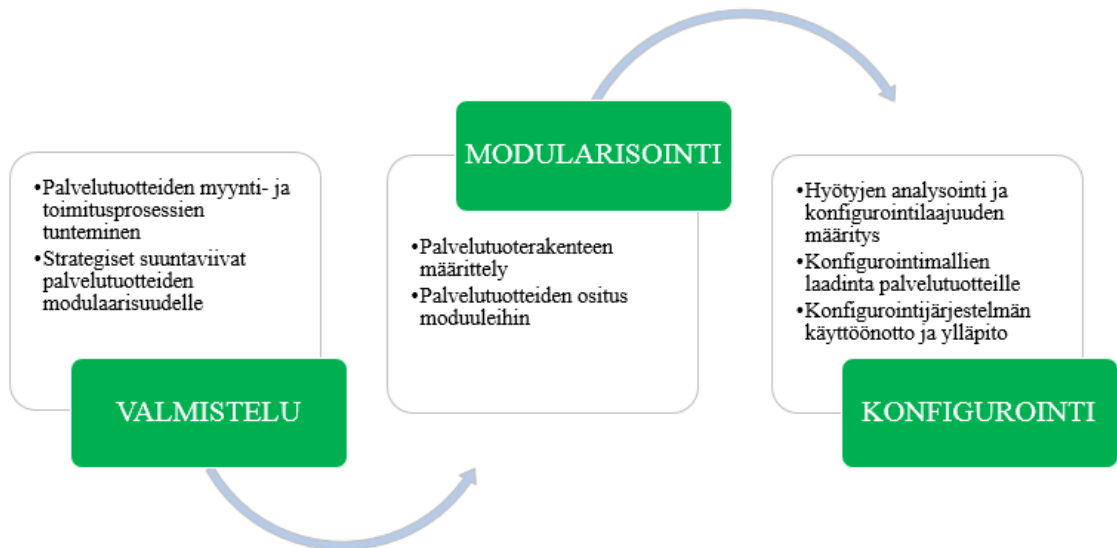 •Palvelutuotteiden myynti- ja
toimitusprosessien
tunteminen
•Strategiset suuntaviivat
palvelutuotteiden
modulaarisuudelle
VALMISTELU
MODULARISOINTI
•Palvelutuoterakenteen
määrittely
•Palvelutuotteiden ositus
moduuleihin
•Hyötyjen analysointi ja
konfigurointilaajuuden
määritys
•Konfigurointimallien
laadinta palvelutuotteille
•Konfigurointijärjestelmän
käyttöönotto ja ylläpito
KONFIGUROINTI